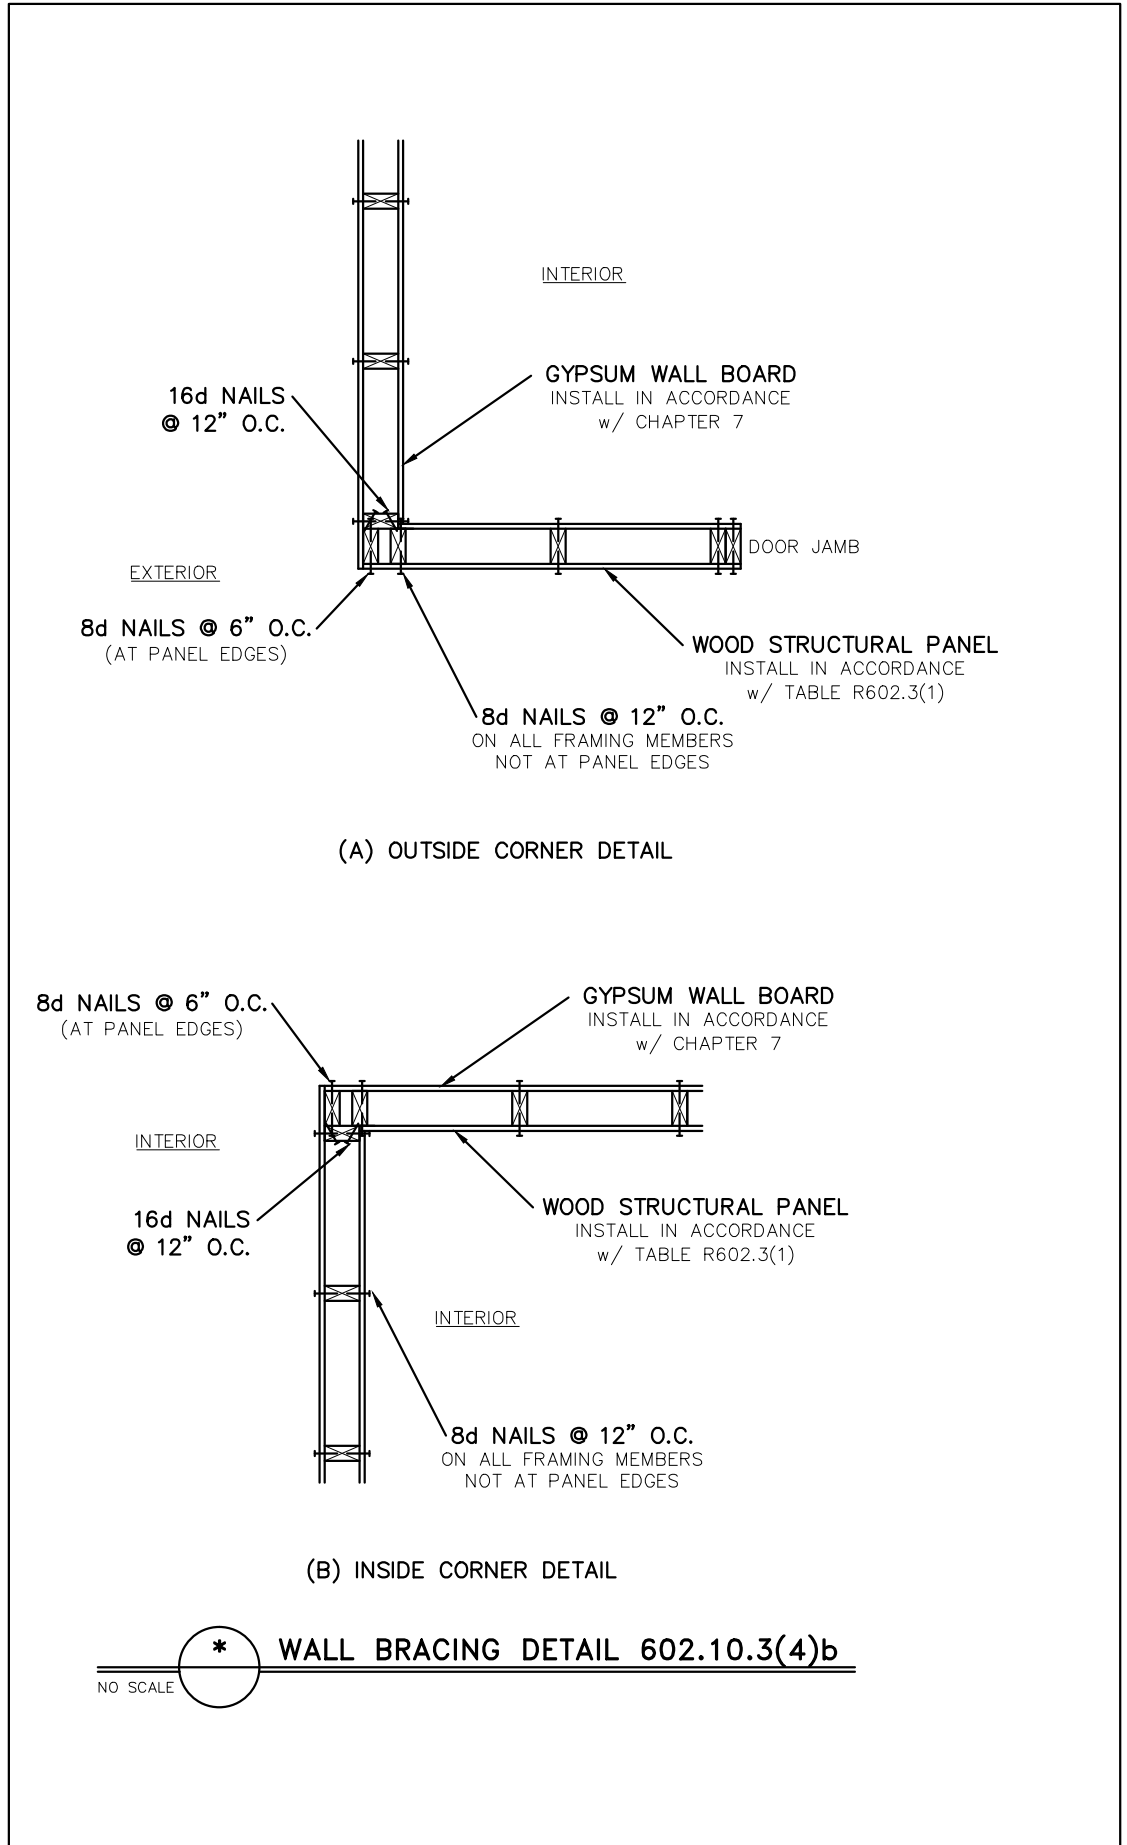 INTERIOR
GYPSUM WALL BOARD
INSTALL IN ACCORDANCE
w/ CHAPTER 7
16d NAILS
@ 12" O.C.
DOOR JAMB
EXTERIOR
8d NAILS @ 6" O.C.
(AT PANEL EDGES)
WOOD STRUCTURAL PANEL
INSTALL IN ACCORDANCE
w/ TABLE R602.3(1)
8d NAILS @ 12" O.C.
ON ALL FRAMING MEMBERS
NOT AT PANEL EDGES
(A) OUTSIDE CORNER DETAIL
8d NAILS @ 6" O.C.
(AT PANEL EDGES)
GYPSUM WALL BOARD
INSTALL IN ACCORDANCE
w/ CHAPTER 7
INTERIOR
16d NAILS
@ 12" O.C.
WOOD STRUCTURAL PANEL
INSTALL IN ACCORDANCE
w/ TABLE R602.3(1)
INTERIOR
8d NAILS @ 12" O.C.
ON ALL FRAMING MEMBERS
NOT AT PANEL EDGES
(B) INSIDE CORNER DETAIL
* WALL BRACING DETAIL 602.10.3(4)b
NO SCALE